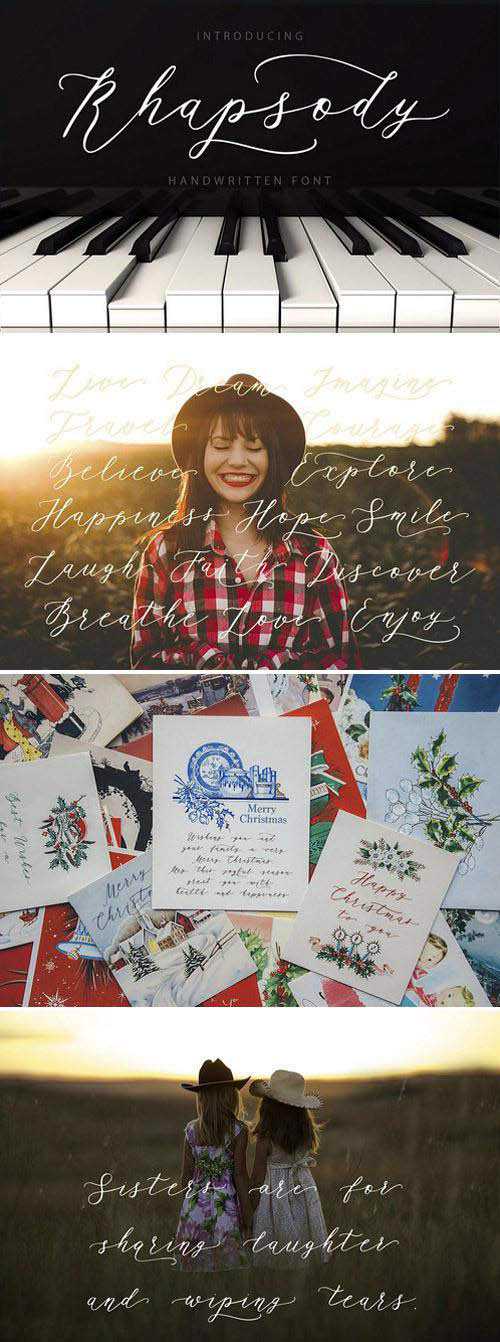 INTRODUCING
Rhapsody
HANDWRITTEN FONT
Live Dream Imagine
Travel Courage
Believe Explore
Happiness Hope Smile
Laugh Faith Discover
Breathe Love Enjoy
Merry
Christmas
Wishing you and
your family a very
Merry Christmas
May this joyful season
greet you with
health and happiness
Best Wishes
for a
Merry
Christmas
Happy
Christmas
to you
Sisters are for
sharing laughter
and wiping tears.